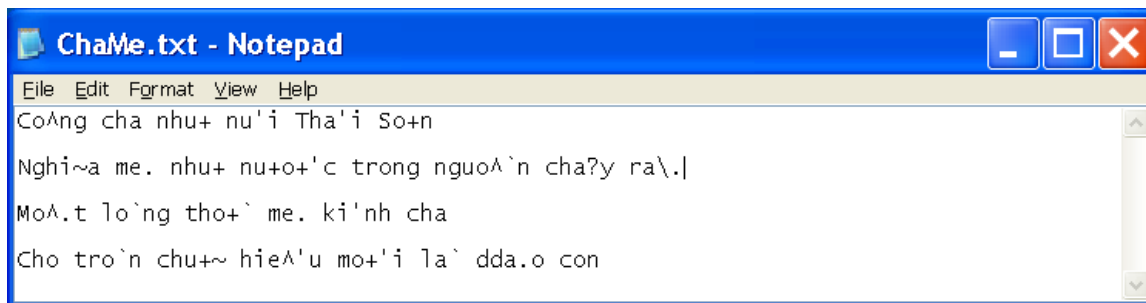 ChaMe.txt - Notepad
File Edit Format View Help
Co^ng cha nhu+ nu'i Tha'i So+n
Nghi~a me. nhu+ nu+o+'c trong nguo^`n cha?y ra\.
Mo^.t lo`ng tho+` me. ki'nh cha
Cho tro`n chu+~ hie^'u mo+'i la` dda.o con